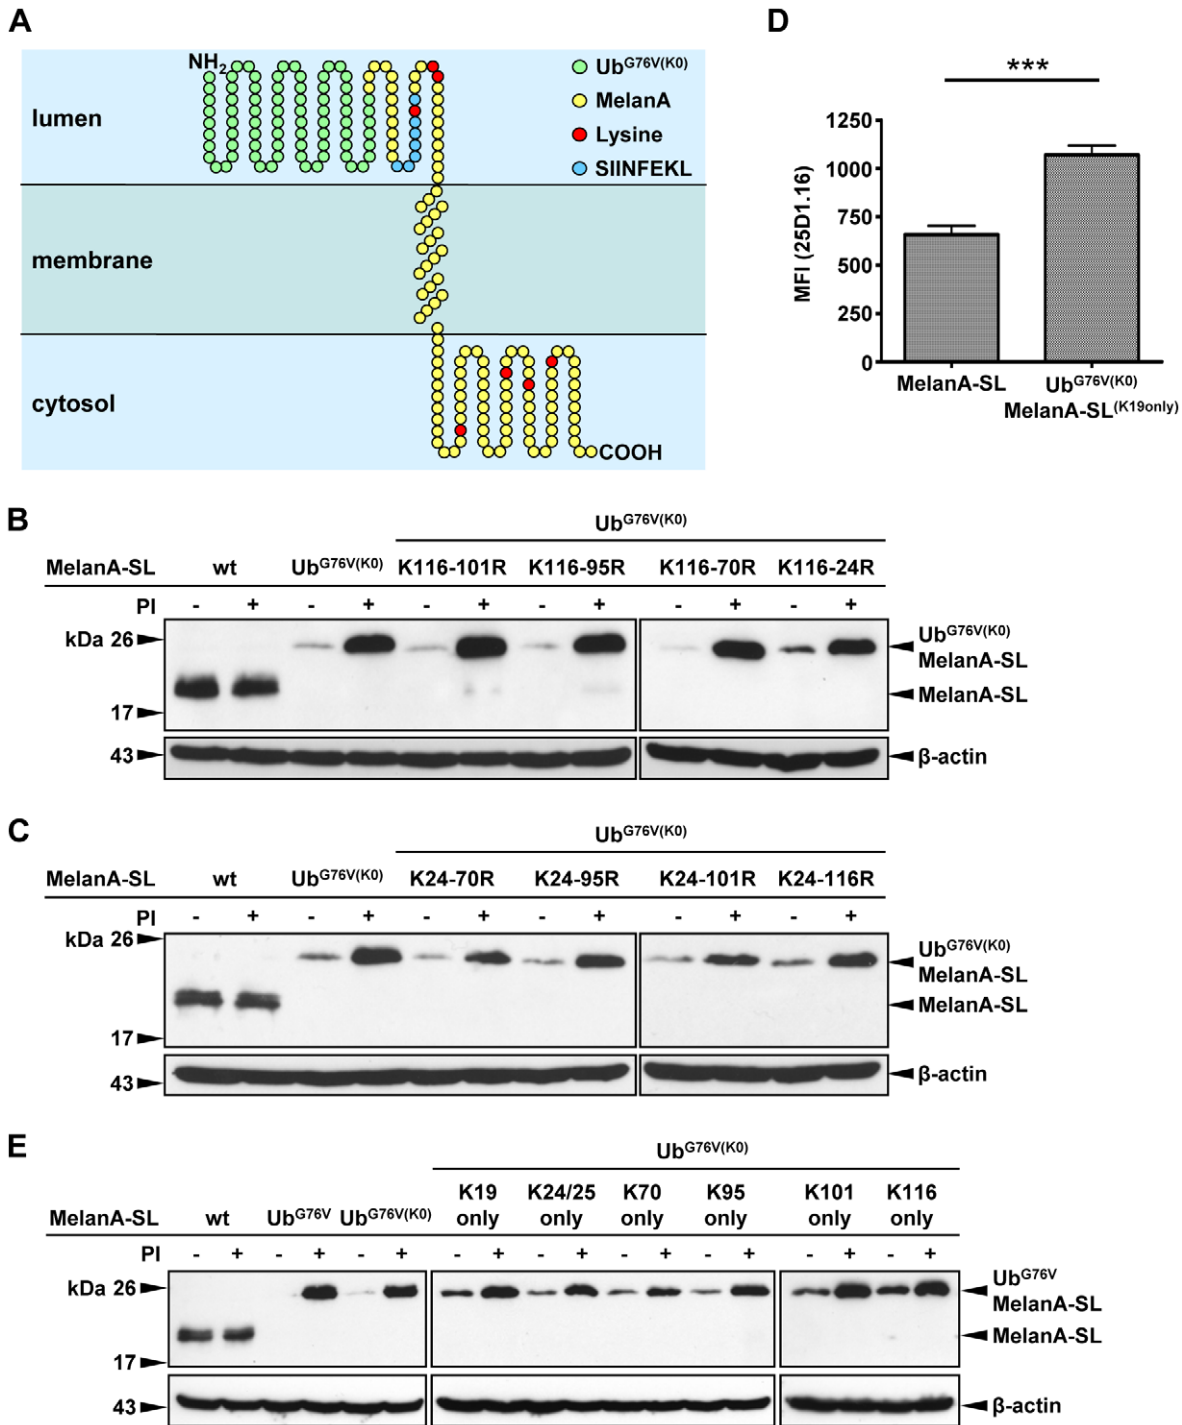 A
NH2
lumen
membrane
cytosol
COOH
UbG76V(K0)
MelanA
Lysine
SIINFEKL
D
***
MFI (25D1.16)
1250
1000
750
500
250
0
MelanA-SL
UbG76V(K0)
MelanA-SL(K19only)
B
UbG76V(K0)
MelanA-SL wt UbG76V(K0) K116-101R K116-95R K116-70R K116-24R
PI - + - + - + - + - + - +
kDa 26
17
43
UbG76V(K0)
MelanA-SL
MelanA-SL
β-actin
C
UbG76V(K0)
MelanA-SL wt UbG76V(K0) K24-70R K24-95R K24-101R K24-116R
PI - + - + - + - + - + - +
kDa 26
17
43
UbG76V(K0)
MelanA-SL
MelanA-SL
β-actin
E
UbG76V(K0)
K19 K24/25 K70 K95 K101 K116
MelanA-SL wt UbG76V UbG76V(K0) only only only only only only
PI - + - + - + - + - + - + - + - + - +
kDa 26
17
43
UbG76V
MelanA-SL
MelanA-SL
β-actin